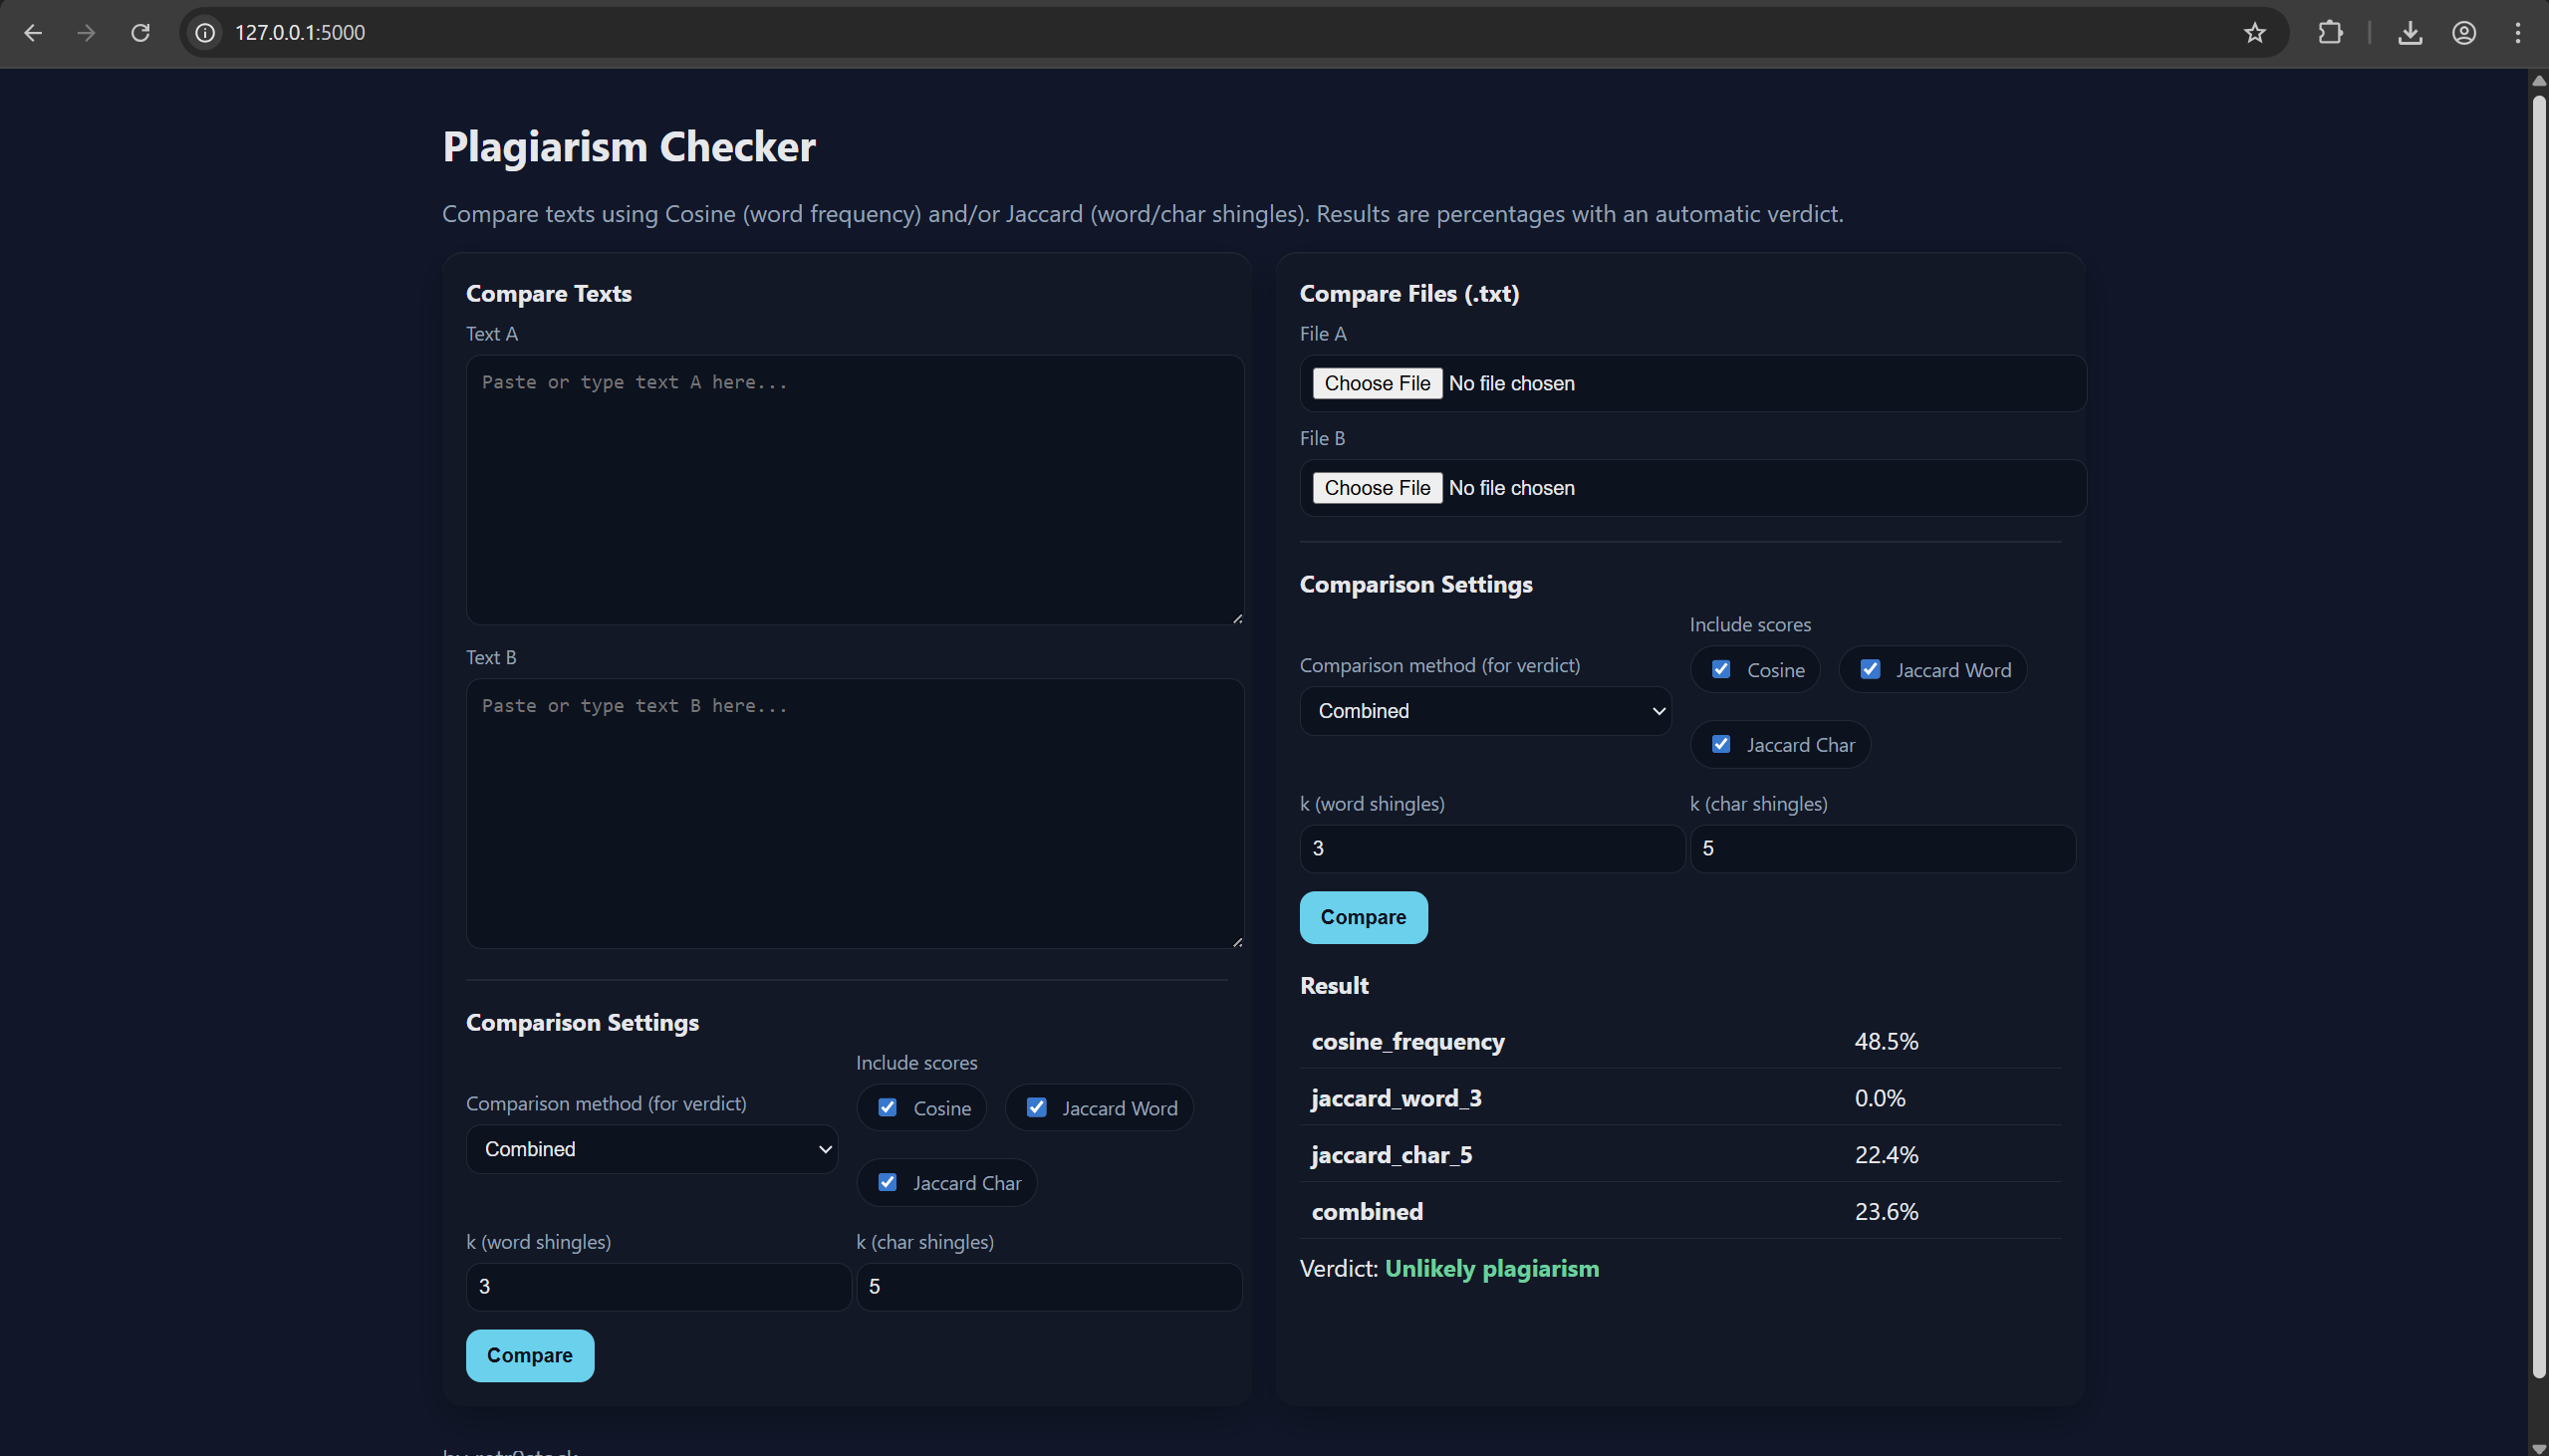 127.0.0.1:5000
Plagiarism Checker
Compare texts using Cosine (word frequency) and/or Jaccard (word/char shingles). Results are percentages with an automatic verdict.
Compare Texts
Text A
Paste or type text A here...
Text B
Paste or type text B here...
Comparison Settings
Include scores
Comparison method (for verdict)
Cosine
Jaccard Word
Combined
Jaccard Char
k (word shingles)
k (char shingles)
3
5
Compare
Compare Files (.txt)
File A
Choose File No file chosen
File B
Choose File No file chosen
Comparison Settings
Include scores
Comparison method (for verdict)
Cosine
Jaccard Word
Combined
Jaccard Char
k (word shingles)
k (char shingles)
3
5
Compare
Result
cosine_frequency 48.5%
jaccard_word_3 0.0%
jaccard_char_5 22.4%
combined 23.6%
Verdict: Unlikely plagiarism